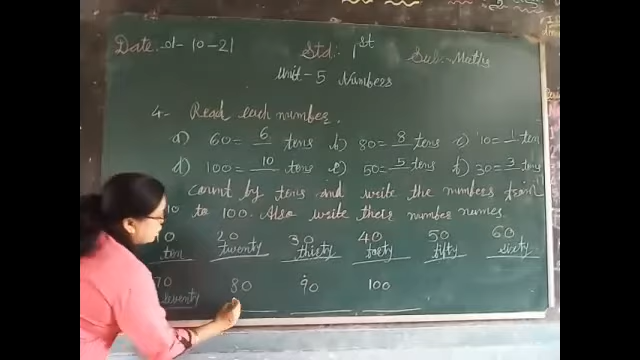 Date :- 01-10-21 Std: 1st Sub:- Maths
Unit - 5 Numbers
4- Read each number.
a) 60 = 6 tens b) 80 = 8 tens c) 10 = 1 ten
d) 100 = 10 tens e) 50 = 5 tens f) 30 = 3 tens
Count by tens and write the numbers from
10 to 100. Also write their number names
10 20 30 40 50 60
ten twenty thirty forty fifty sixty
70 80 90 100
seventy